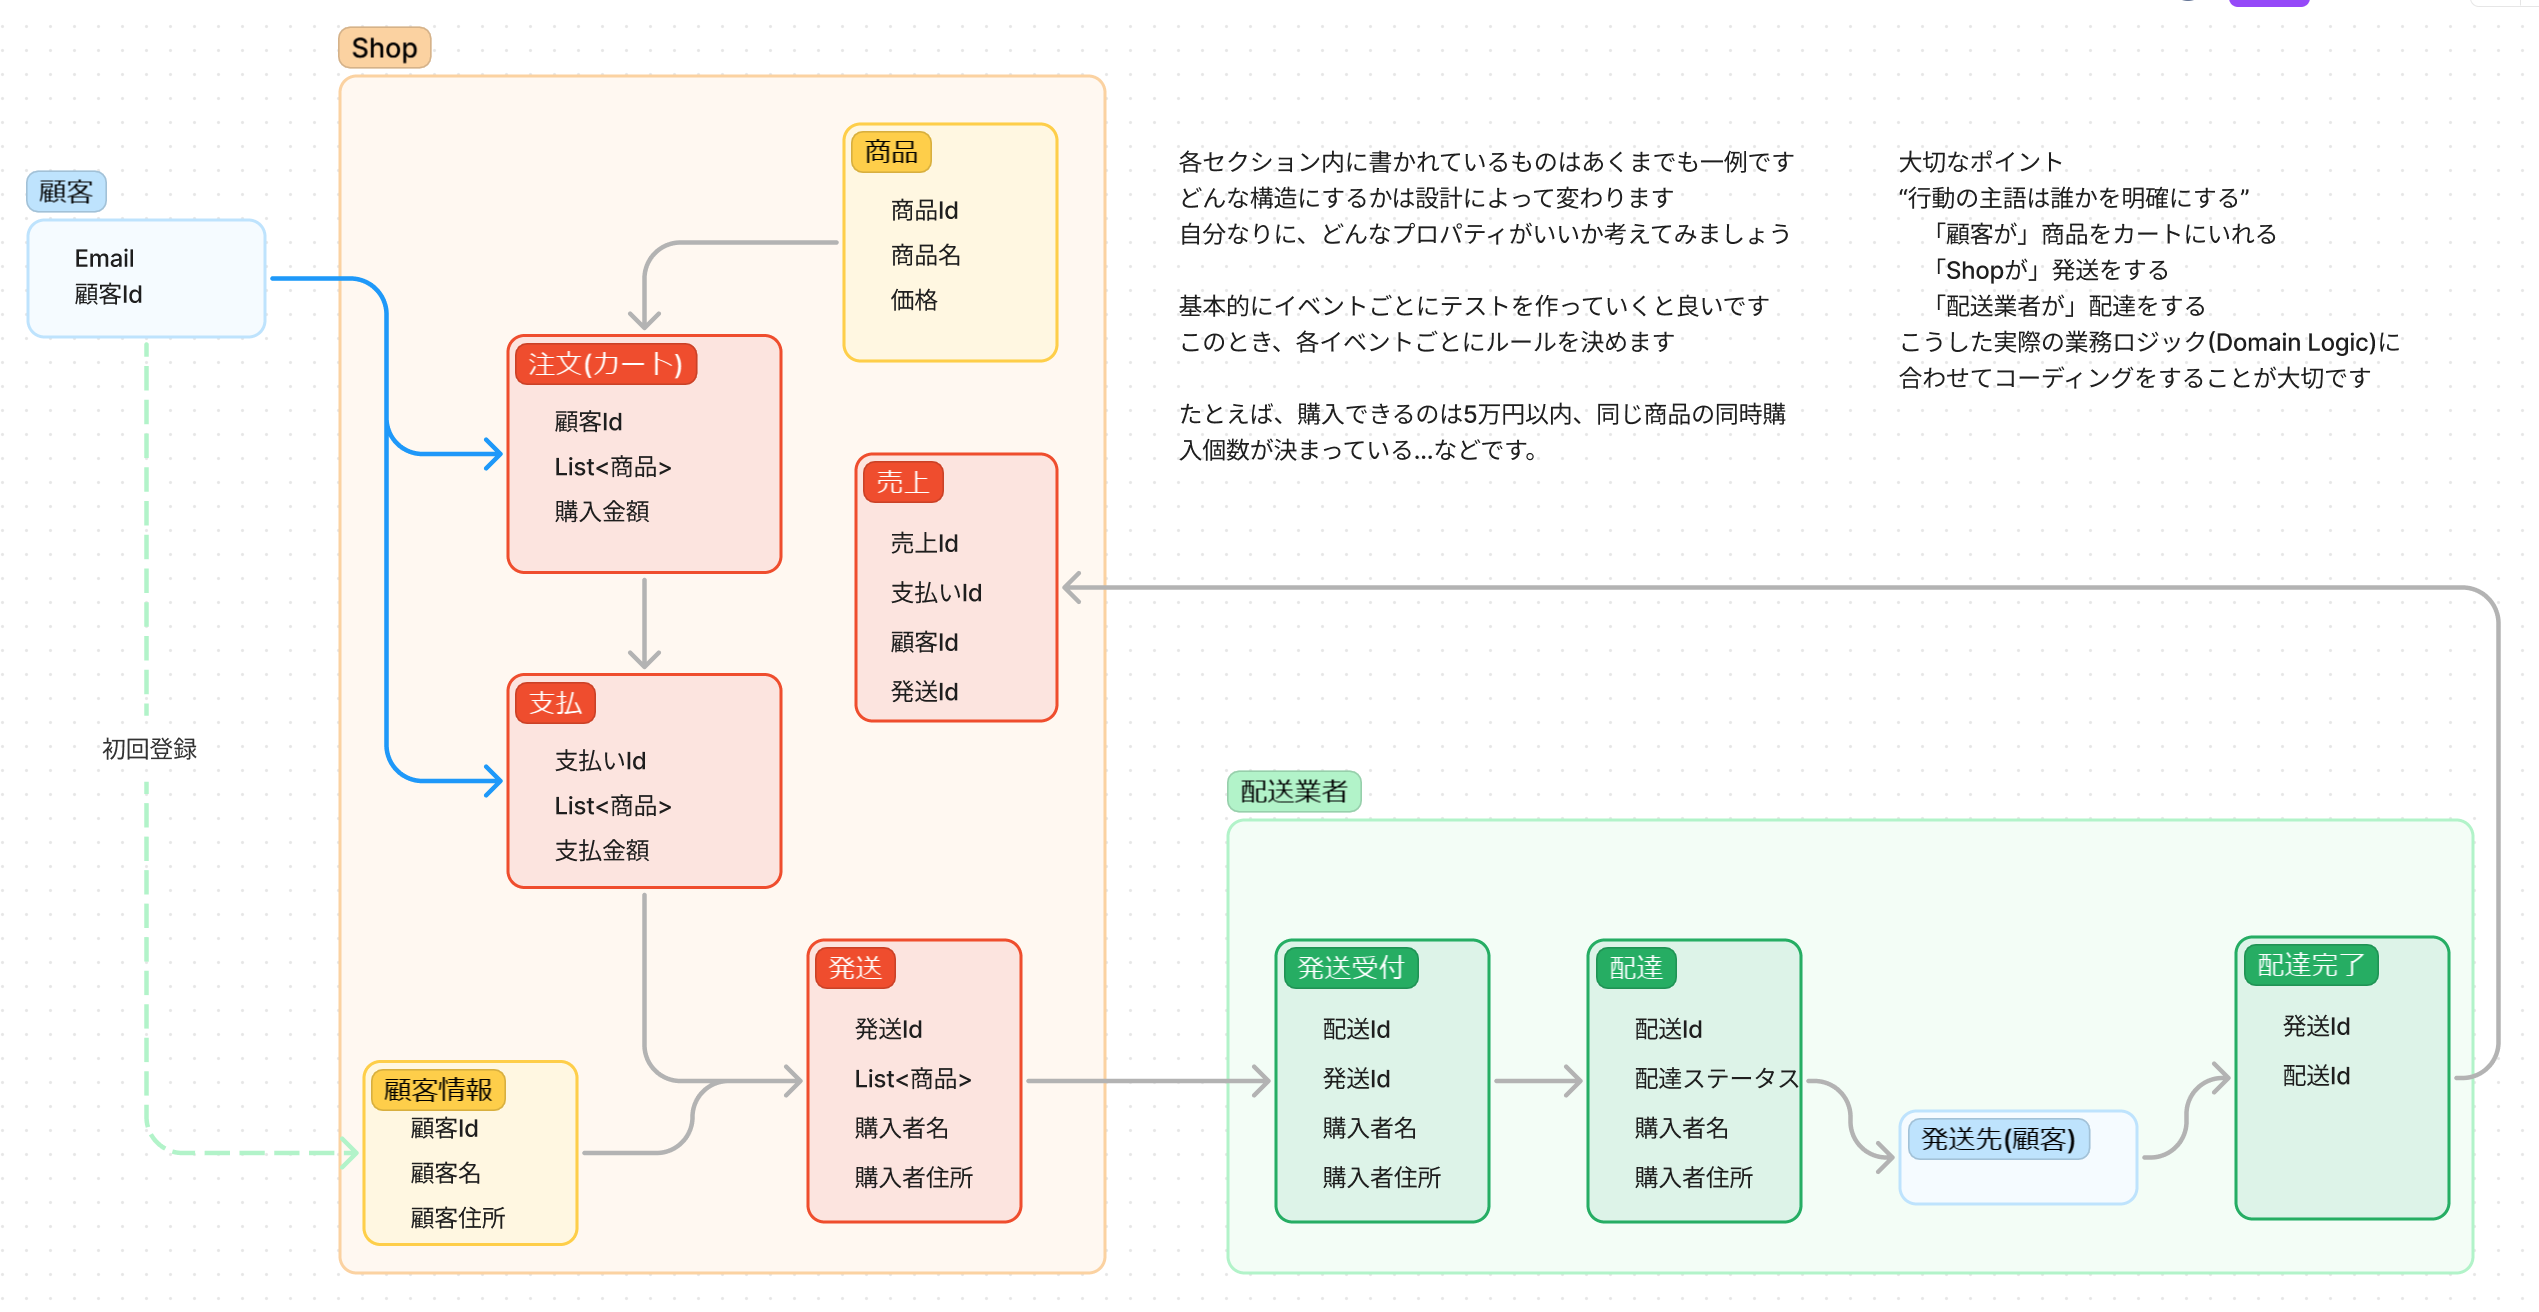 Shop
顧客
Email
顧客Id
商品
商品Id
商品名
価格
注文(カート)
顧客Id
List<商品>
購入金額
売上
売上Id
支払いId
顧客Id
発送Id
支払
支払いId
List<商品>
支払金額
初回登録
顧客情報
顧客Id
顧客名
顧客住所
発送
発送Id
List<商品>
購入者名
購入者住所
各セクション内に書かれているものはあくまでも一例です
どんな構造にするかは設計によって変わります
自分なりに、どんなプロパティがいいか考えてみましょう
基本的にイベントごとにテストを作っていくと良いです
このとき、各イベントごとにルールを決めます
たとえば、購入できるのは5万円以内、同じ商品の同時購
入個数が決まっている...などです。
大切なポイント
“行動の主語は誰かを明確にする”
「顧客が」商品をカートにいれる
「Shopが」発送をする
「配送業者が」配達をする
こうした実際の業務ロジック(Domain Logic)に
合わせてコーディングをすることが大切です
配送業者
発送受付
配送Id
発送Id
購入者名
購入者住所
配達
配送Id
配達ステータス
購入者名
購入者住所
発送先(顧客)
配達完了
発送Id
配送Id